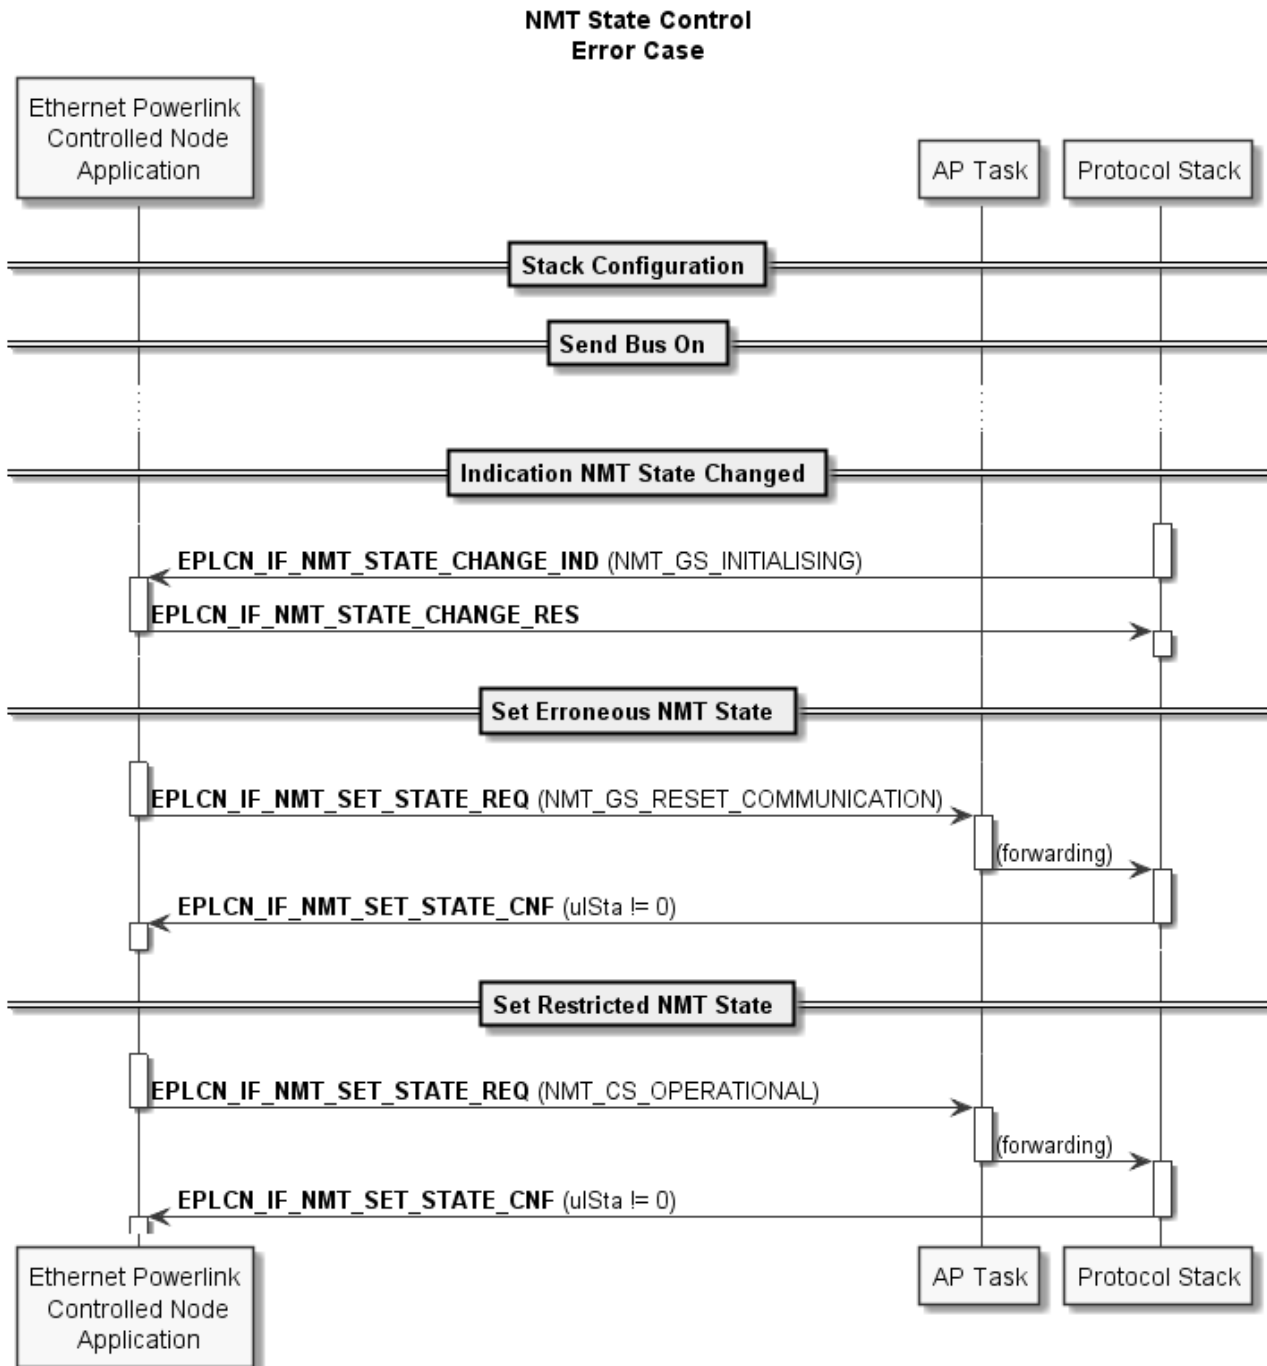 NMT State Control
Error Case
Ethernet Powerlink
Controlled Node
Application
AP Task
Protocol Stack
Stack Configuration
Send Bus On
Indication NMT State Changed
EPLCN_IF_NMT_STATE_CHANGE_IND (NMT_GS_INITIALISING)
EPLCN_IF_NMT_STATE_CHANGE_RES
Set Erroneous NMT State
EPLCN_IF_NMT_SET_STATE_REQ (NMT_GS_RESET_COMMUNICATION)
(forwarding)
EPLCN_IF_NMT_SET_STATE_CNF (ulSta != 0)
Set Restricted NMT State
EPLCN_IF_NMT_SET_STATE_REQ (NMT_CS_OPERATIONAL)
(forwarding)
EPLCN_IF_NMT_SET_STATE_CNF (ulSta != 0)
Ethernet Powerlink
Controlled Node
Application
AP Task
Protocol Stack